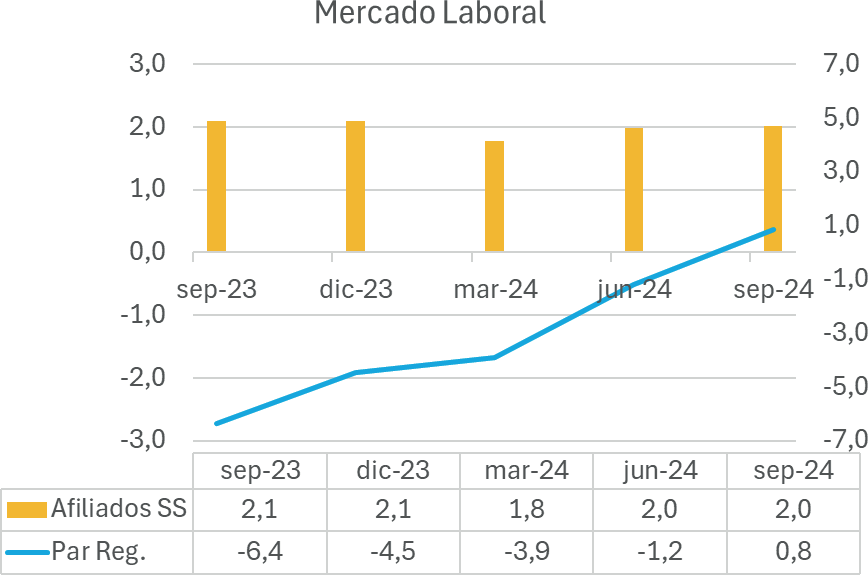 Mercado Laboral
3,0 7,0
2,0 5,0
1,0 3,0
0,0 1,0
-1,0 -1,0
-2,0 -3,0
-3,0 -5,0
-7,0
sep-23 dic-23 mar-24 jun-24 sep-24
sep-23 dic-23 mar-24 jun-24 sep-24
Afiliados SS 2,1 2,1 1,8 2,0 2,0
Par Reg. -6,4 -4,5 -3,9 -1,2 0,8